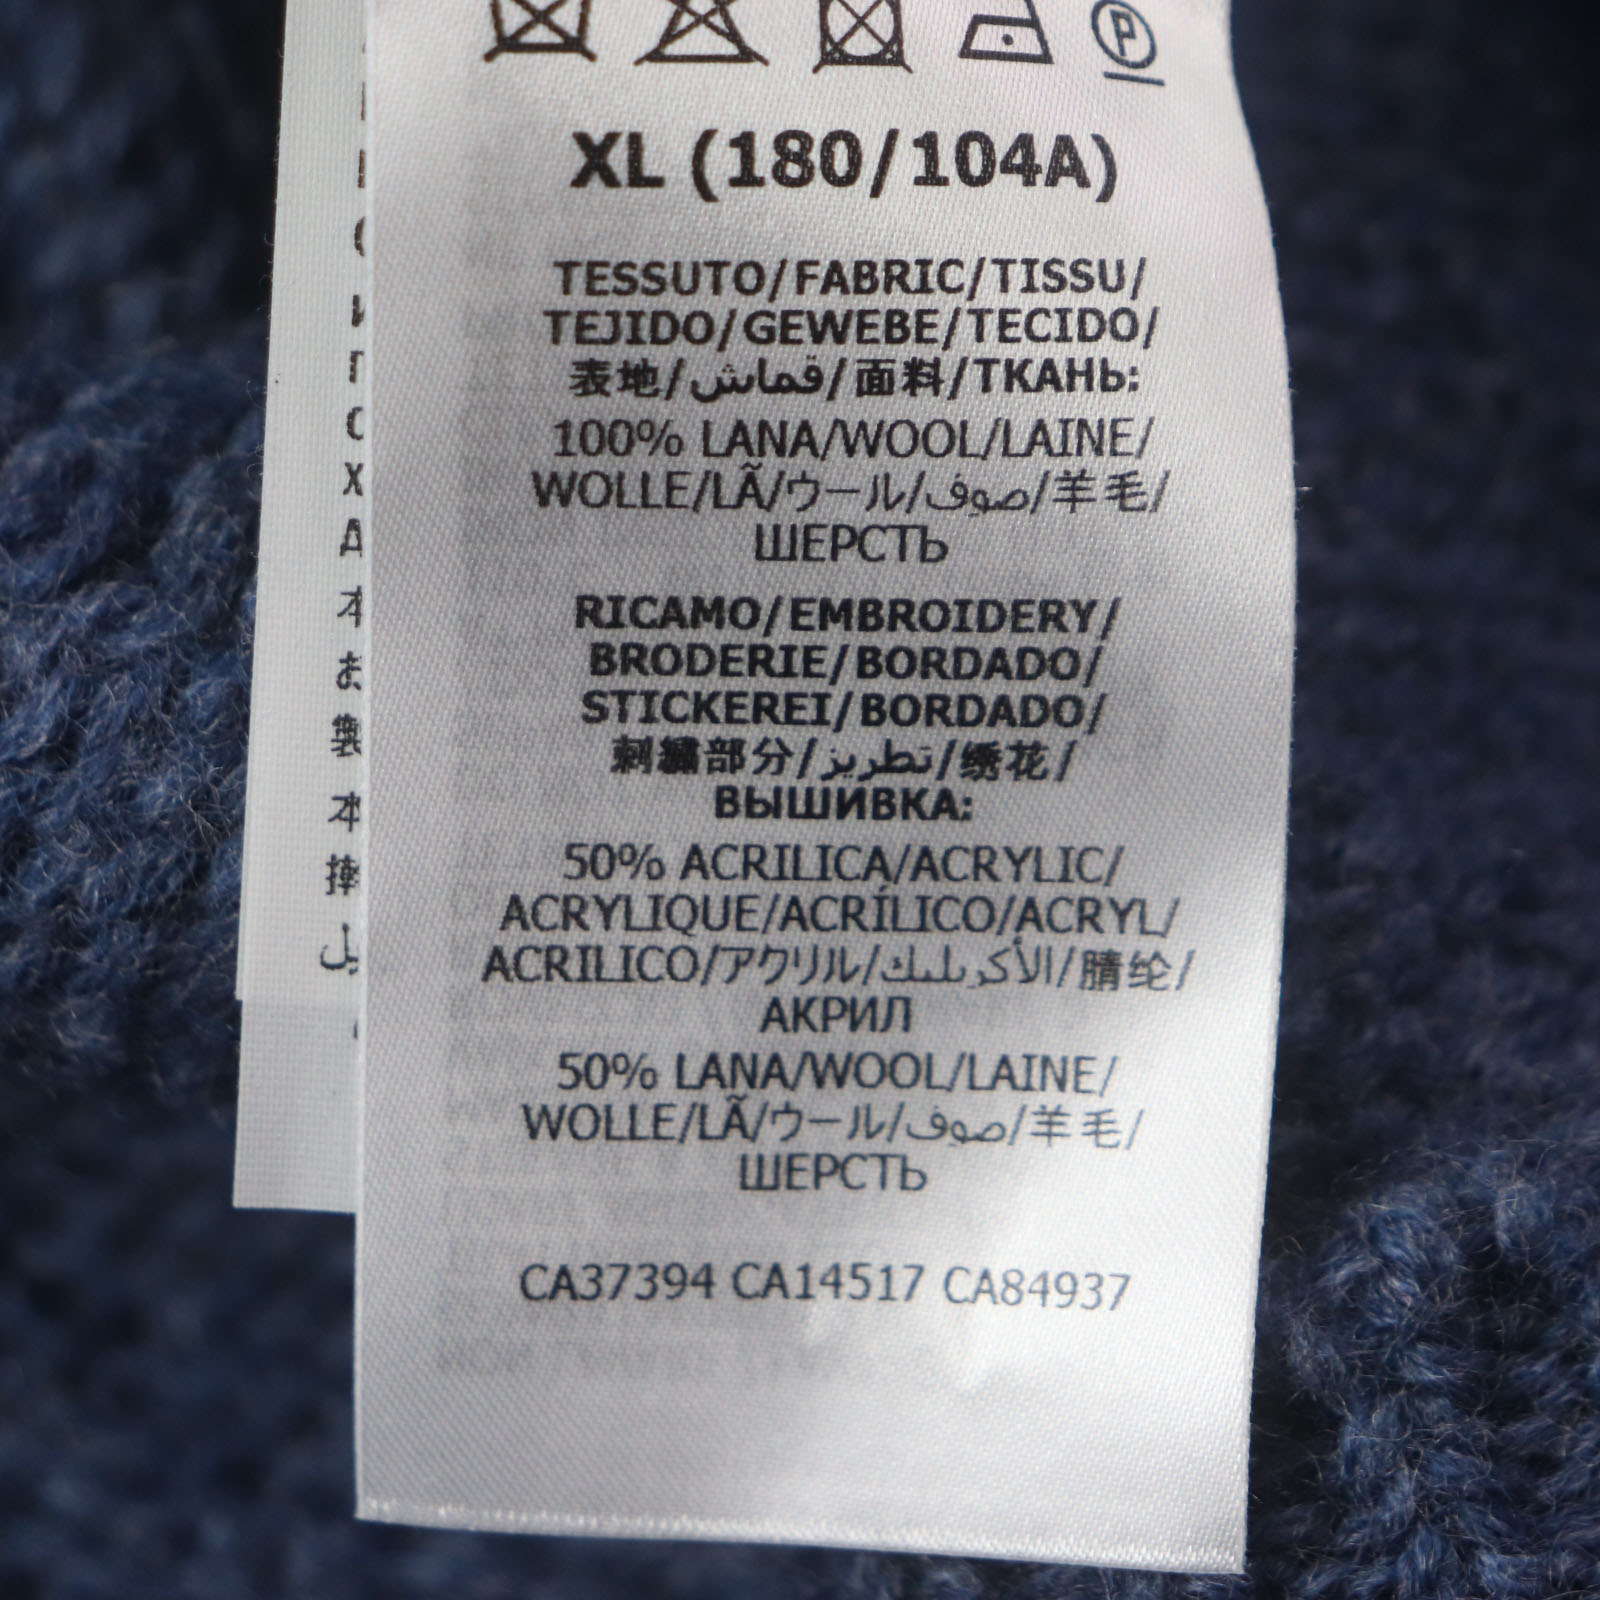 XL (180/104A)
TESSUTO/FABRIC/TISSU/
TEJIDO/GEWEBE/TECIDO/
表地/قماش/面料/ТКАНЬ:
100% LANA/WOOL/LAINE/
WOLLE/LÃ/ウール/صوف/羊毛/
ШЕРСТЬ
RICAMO/EMBROIDERY/
BRODERIE/BORDADO/
STICKEREI/BORDADO/
刺繍部分/تطريز/绣花/
ВЫШИВКА:
50% ACRILICA/ACRYLIC/
ACRYLIQUE/ACRÍLICO/ACRYL/
ACRILICO/アクリル/الأكريليك/腈纶/
АКРИЛ
50% LANA/WOOL/LAINE/
WOLLE/LÃ/ウール/صوف/羊毛/
ШЕРСТЬ
CA37394 CA14517 CA84937